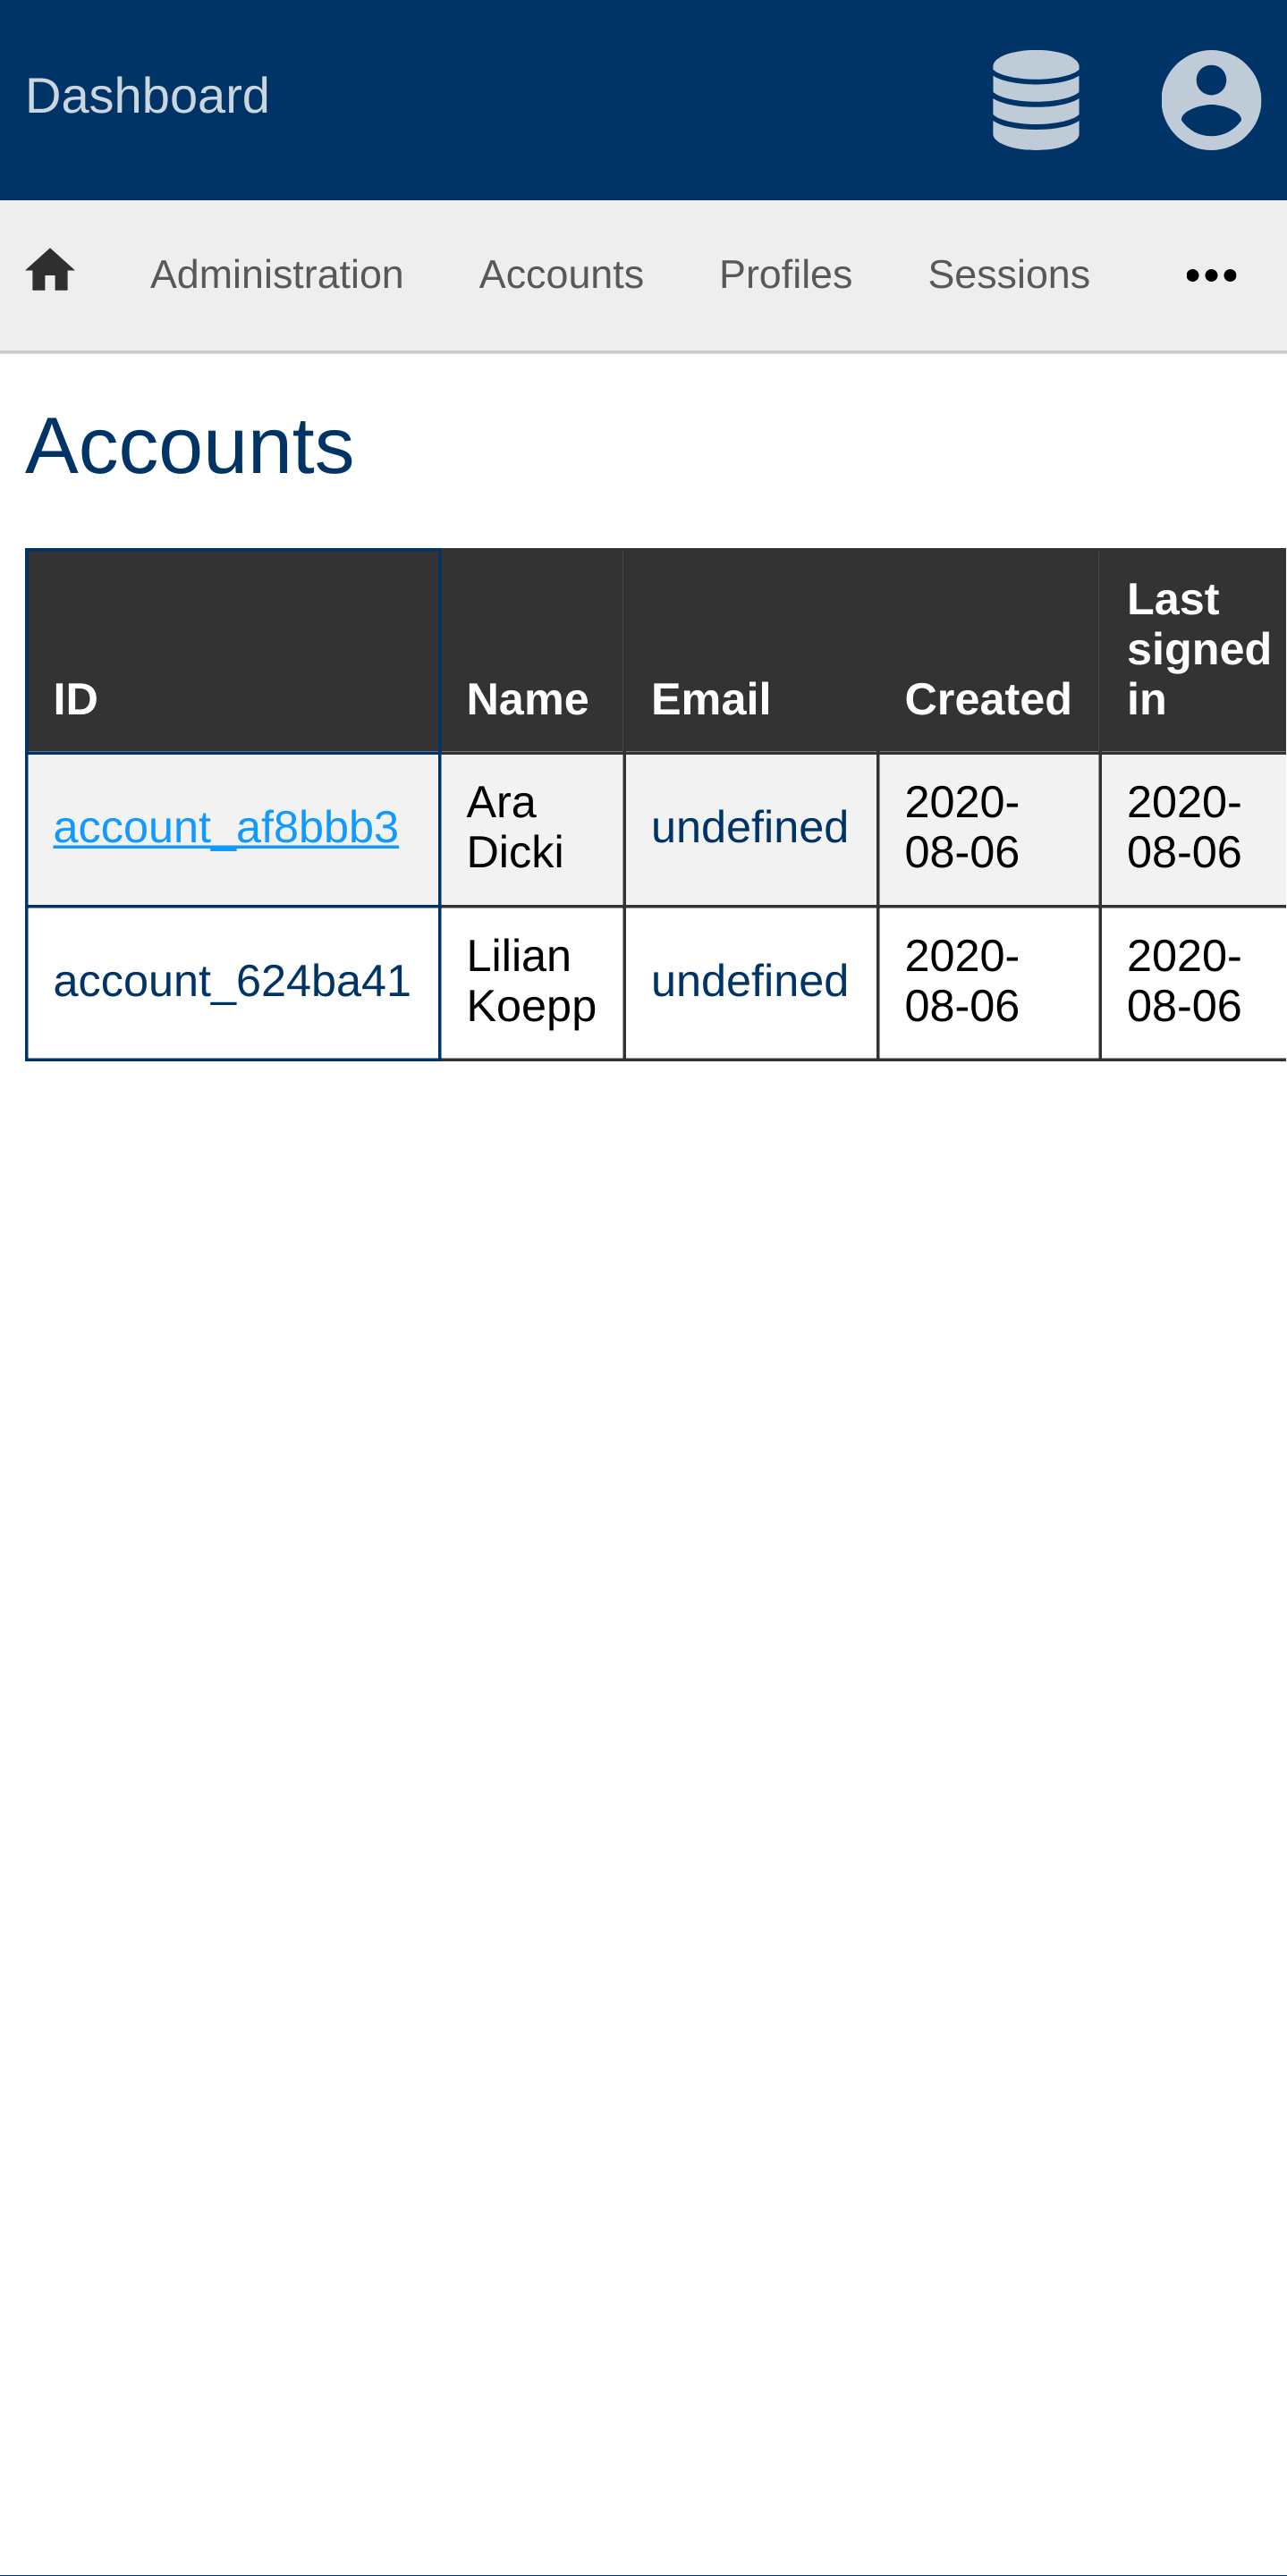 Dashboard
Administration Accounts Profiles Sessions
Accounts
ID Name Email Created Last signed in
account_af8bbb3 Ara Dicki undefined 2020-08-06 2020-08-06
account_624ba41 Lilian Koepp undefined 2020-08-06 2020-08-06